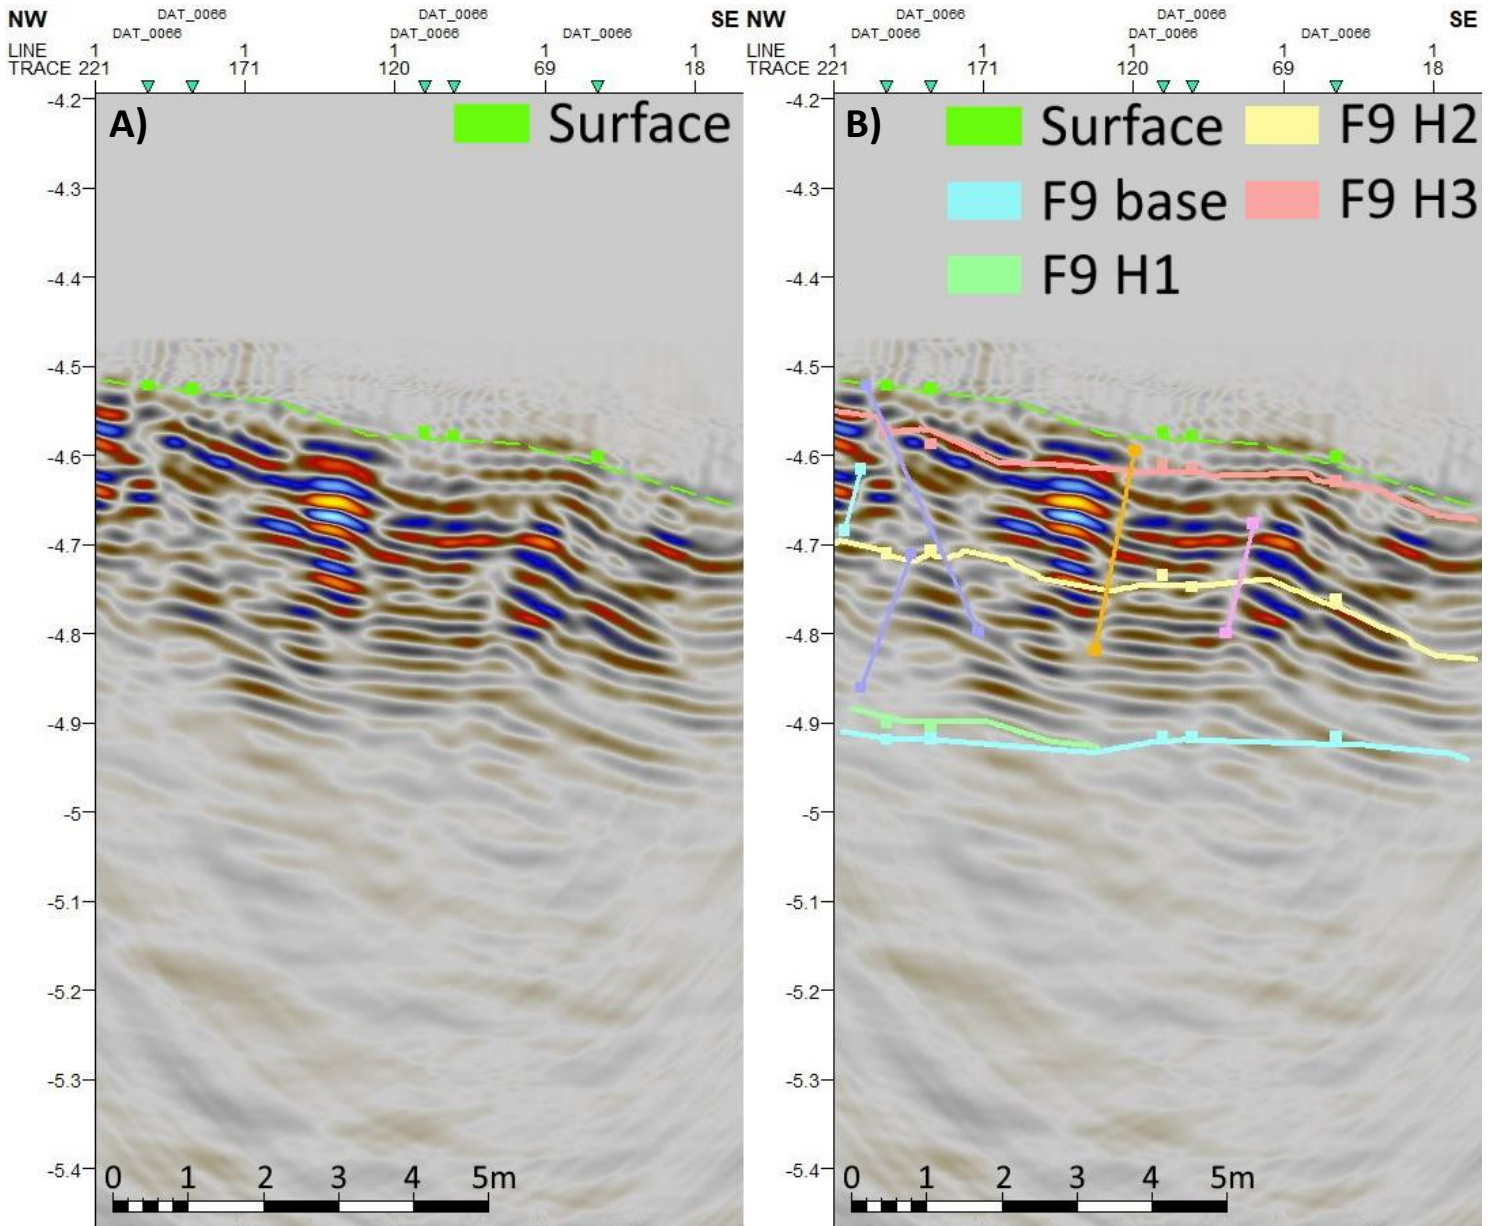 NW DAT_0066 DAT_0066 SE NW DAT_0066 DAT_0066 SE
DAT_0066 DAT_0066 DAT_0066 DAT_0066 DAT_0066 DAT_0066
LINE 1 1 1 1 1 LINE 1 1 1 1 1
TRACE 221 171 120 69 18 TRACE 221 171 120 69 18
A)
Surface
-4.2
-4.3
-4.4
-4.5
-4.6
-4.7
-4.8
-4.9
-5
-5.1
-5.2
-5.3
-5.4
0 1 2 3 4 5m
B)
Surface F9 H2
F9 base F9 H3
F9 H1
-4.2
-4.3
-4.4
-4.5
-4.6
-4.7
-4.8
-4.9
-5
-5.1
-5.2
-5.3
-5.4
0 1 2 3 4 5m